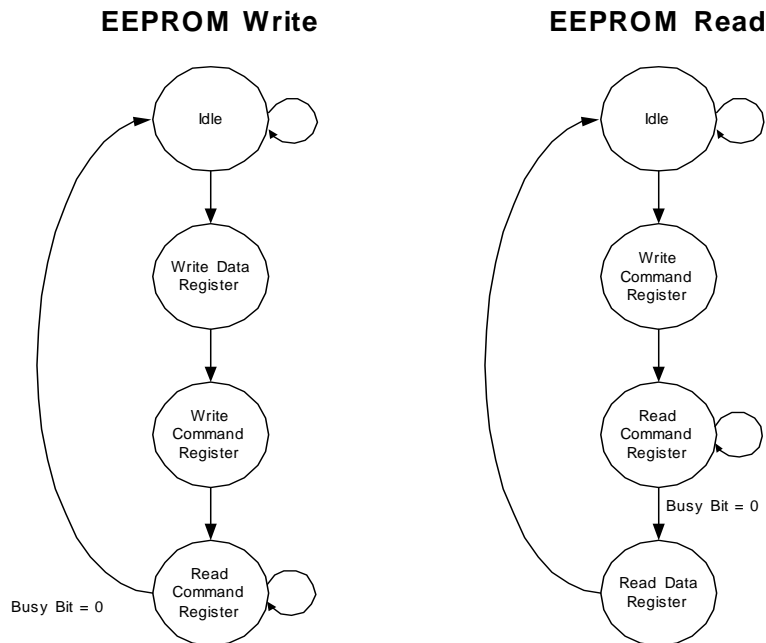 EEPROM Write
Idle
Write Data
Register
Write
Command
Register
Read
Command
Register
Busy Bit = 0
EEPROM Read
Idle
Write
Command
Register
Read
Command
Register
Busy Bit = 0
Read Data
Register